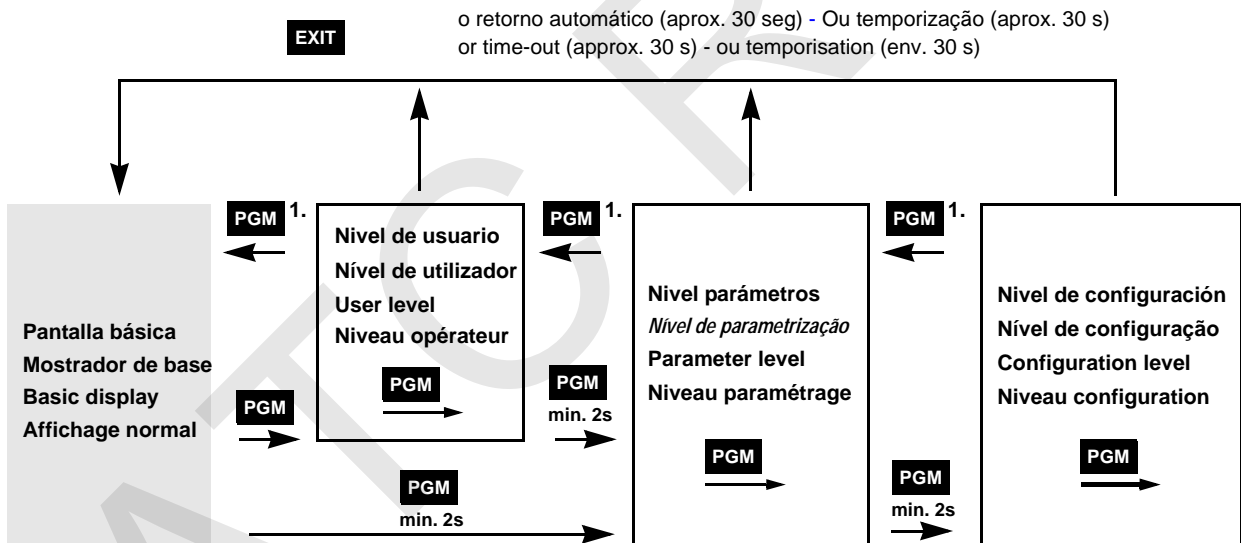 EXIT
o retorno automático (aprox. 30 seg) - Ou temporização (aprox. 30 s)
or time-out (approx. 30 s) - ou temporisation (env. 30 s)
PGM 1.
PGM 1.
PGM 1.
Pantalla básica
Mostrador de base
Basic display
Affichage normal
PGM
Nivel de usuario
Nível de utilizador
User level
Niveau opérateur
PGM
PGM
min. 2s
PGM
min. 2s
Nivel parámetros
Nível de parametrização
Parameter level
Niveau paramétrage
PGM
PGM
min. 2s
Nivel de configuración
Nível de configuração
Configuration level
Niveau configuration
PGM
ATC R